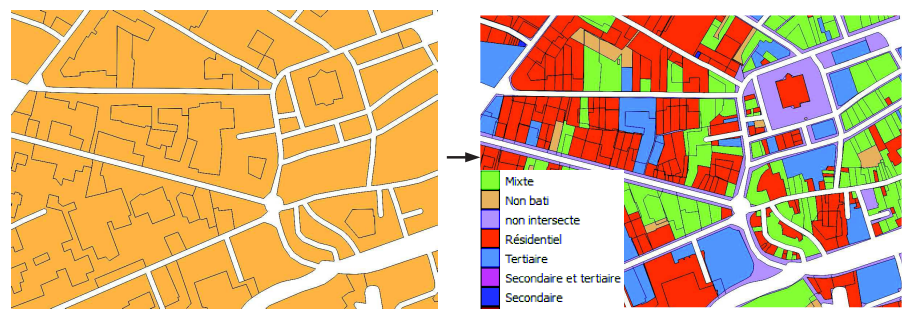 Mixte
Non bati
non intersecte
Résidentiel
Tertiaire
Secondaire et tertiaire
Secondaire